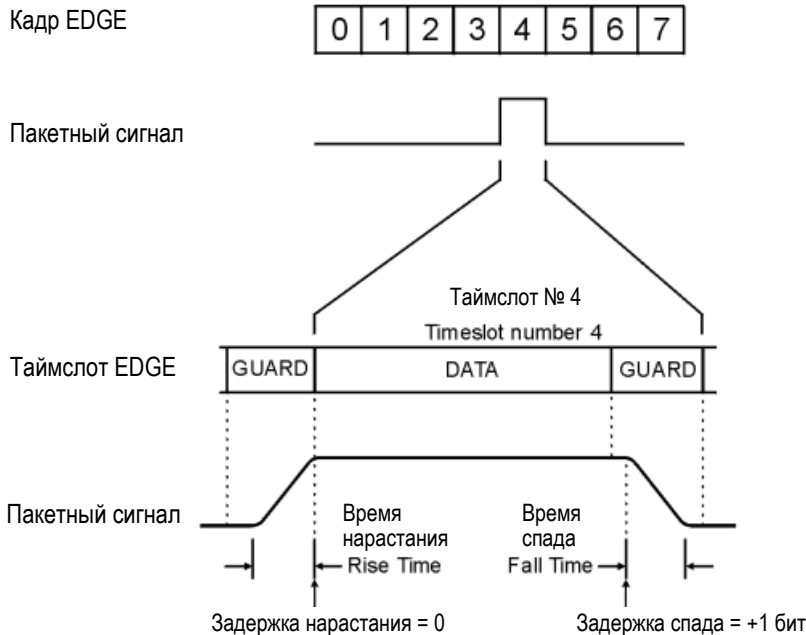 Кадр EDGE
0 1 2 3 4 5 6 7
Пакетный сигнал
Таймслот № 4
Timeslot number 4
Таймслот EDGE
GUARD DATA GUARD
Пакетный сигнал
Время нарастания
Rise Time
Время спада
Fall Time
Задержка нарастания = 0
Задержка спада = +1 бит